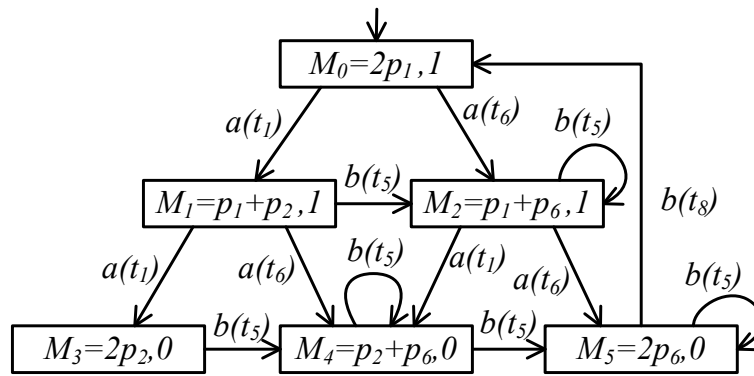 M₀=2p₁,1
a(t₁) a(t₆) b(t₅)
M₁=p₁+p₂,1 b(t₅) M₂=p₁+p₆,1 b(t₈)
a(t₁) a(t₆) b(t₅) a(t₁) a(t₆) b(t₅)
M₃=2p₂,0 b(t₅) M₄=p₂+p₆,0 b(t₅) M₅=2p₆,0